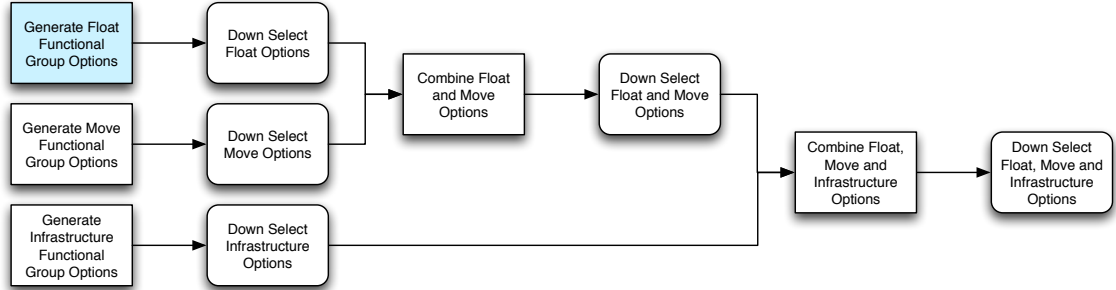 Generate Float
Functional
Group Options
Down Select
Float Options
Generate Move
Functional
Group Options
Down Select
Move Options
Combine Float
and Move
Options
Down Select
Float and Move
Options
Generate
Infrastructure
Functional
Group Options
Down Select
Infrastructure
Options
Combine Float,
Move and
Infrastructure
Options
Down Select
Float, Move and
Infrastructure
Options